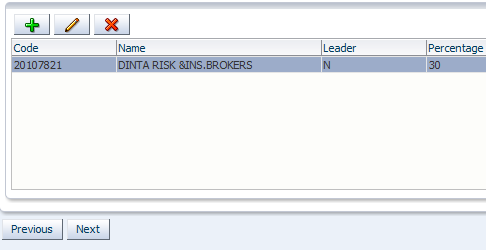 Code Name Leader Percentage
20107821 DINTA RISK &INS.BROKERS N 30
Previous Next